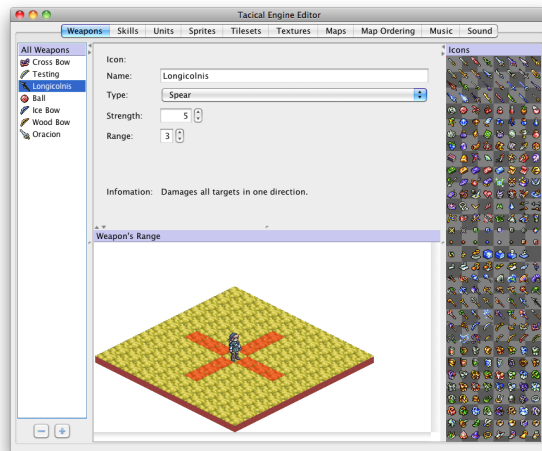 Tacical Engine Editor
Weapons Skills Units Sprites Tilesets Textures Maps Map Ordering Music Sound
All Weapons
Cross Bow
Testing
Longicolnis
Ball
Ice Bow
Wood Bow
Oracion
Icon:
Name: Longicolnis
Type: Spear
Strength: 5
Range: 3
Infomation: Damages all targets in one direction.
Weapon's Range
Icons